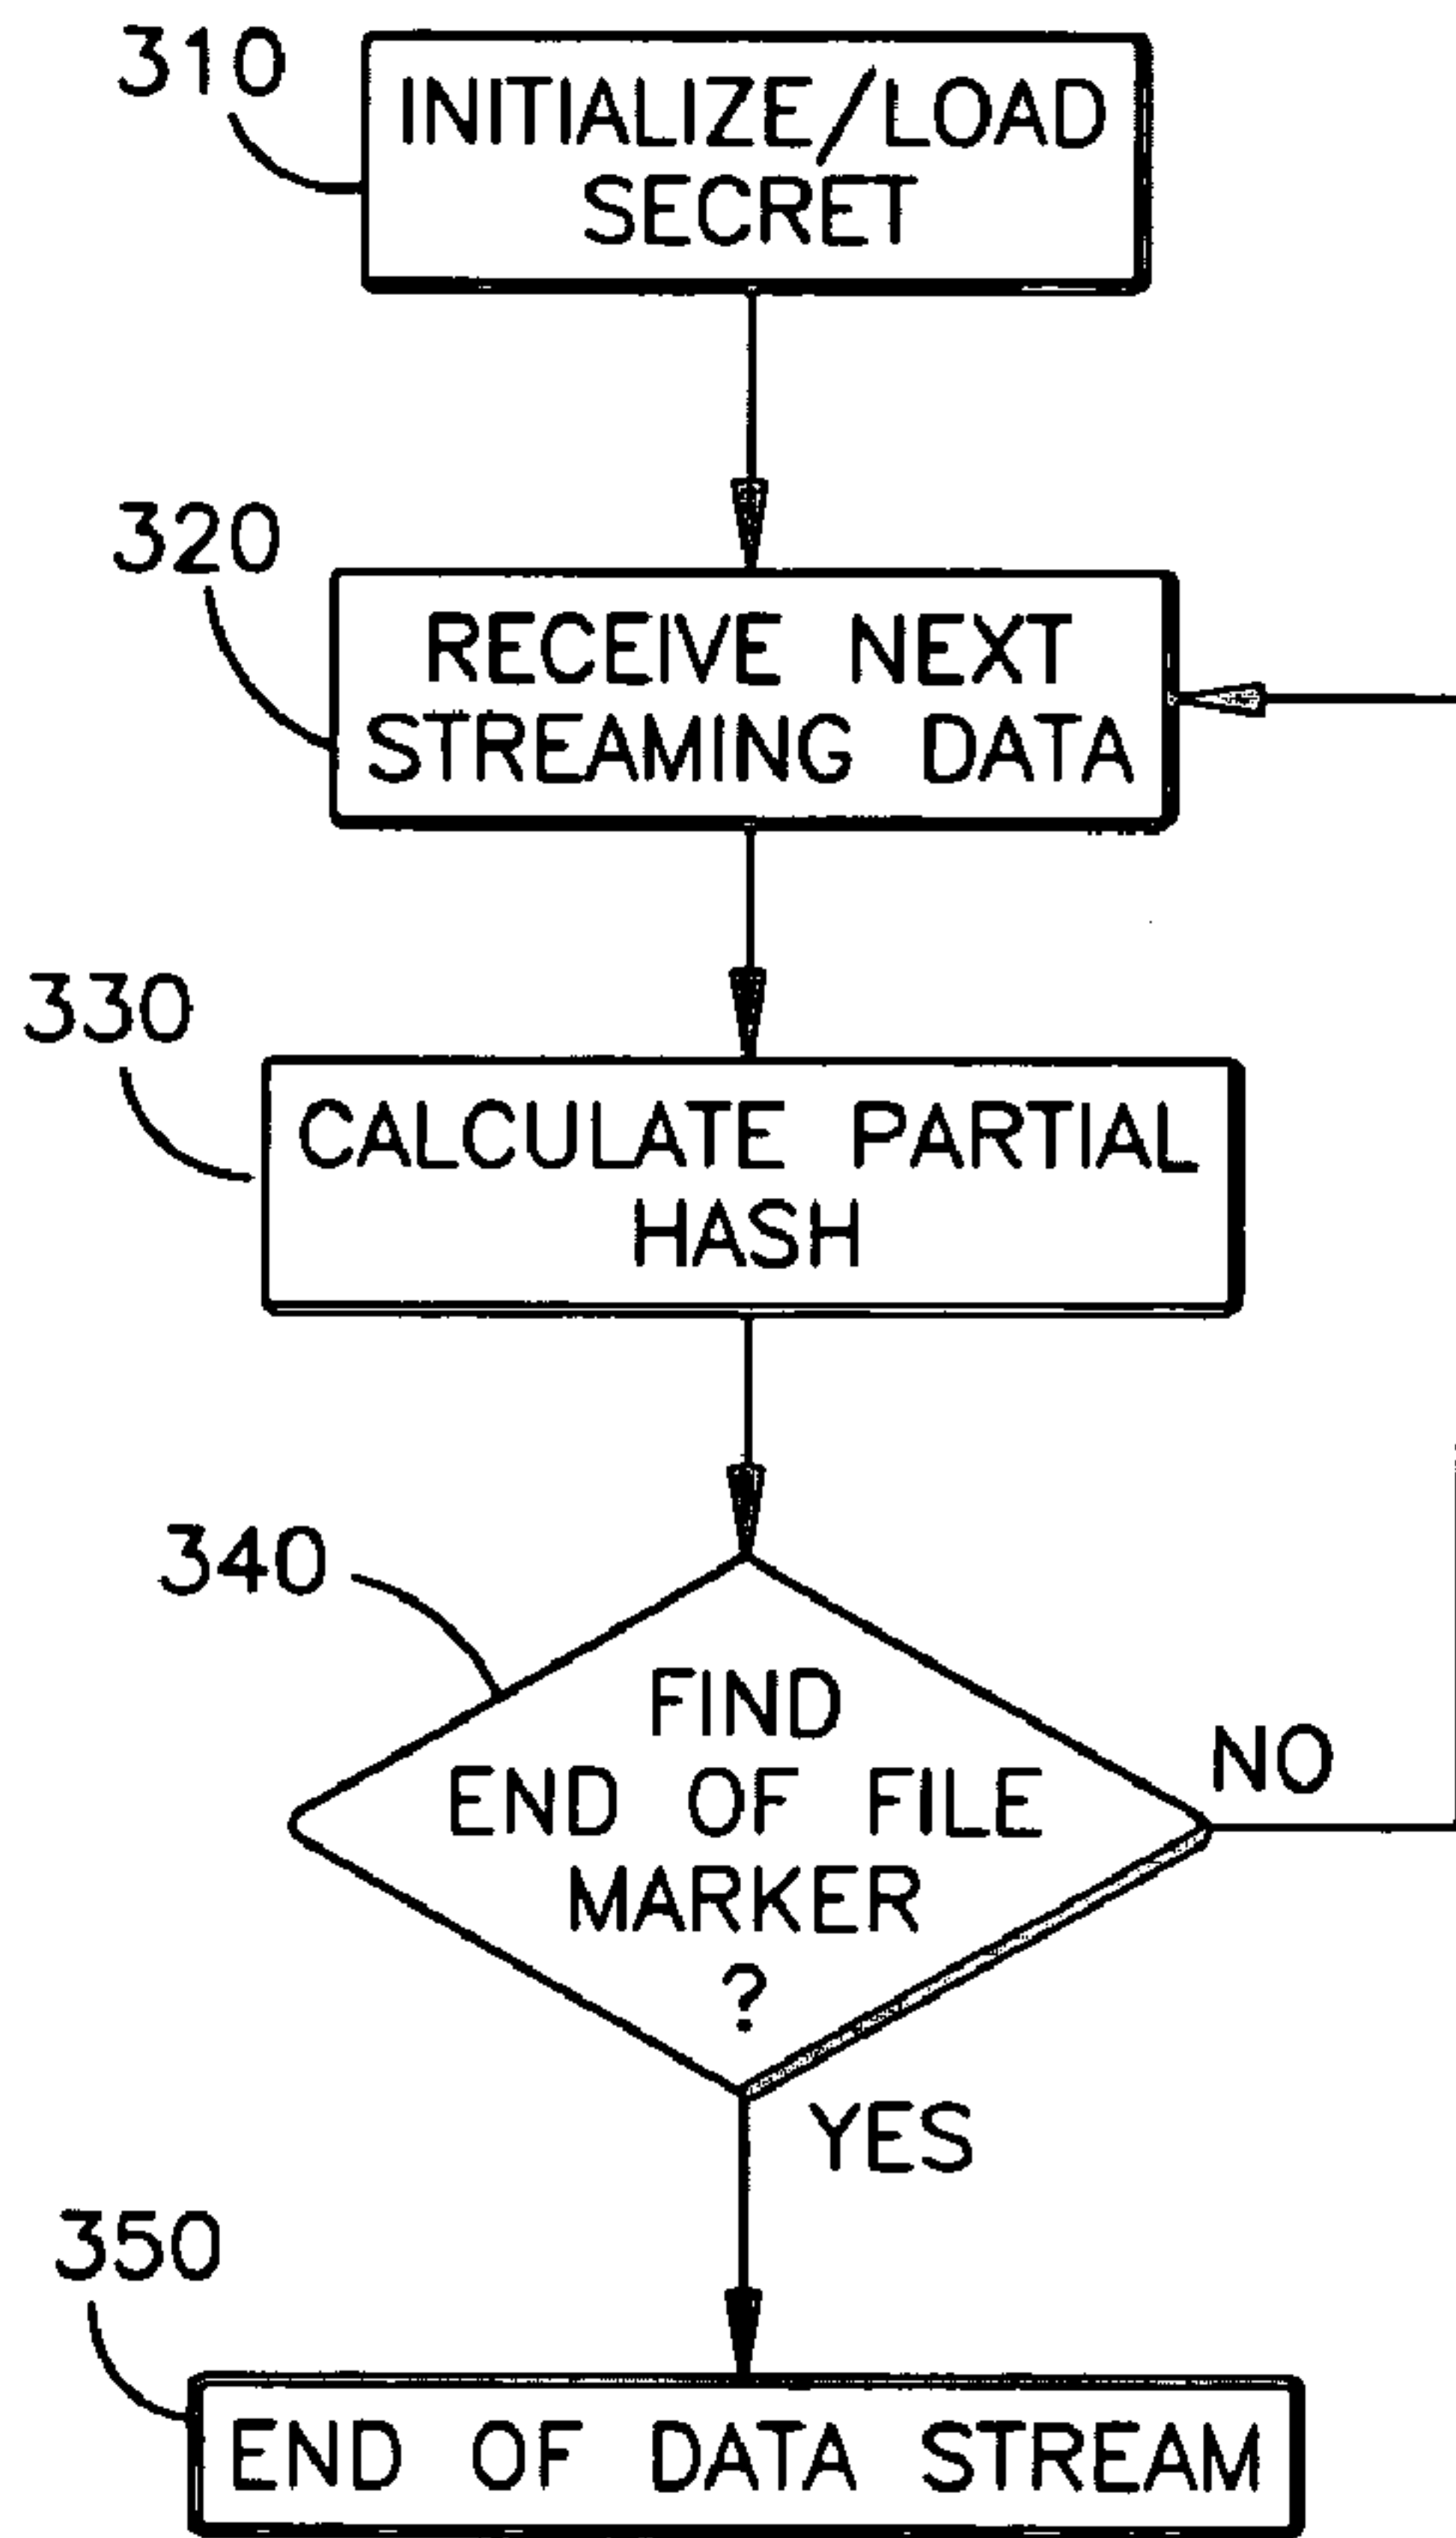 310
INITIALIZE/LOAD
SECRET
320
RECEIVE NEXT
STREAMING DATA
330
CALCULATE PARTIAL
HASH
340
FIND
END OF FILE
MARKER
?
NO
YES
350
END OF DATA STREAM